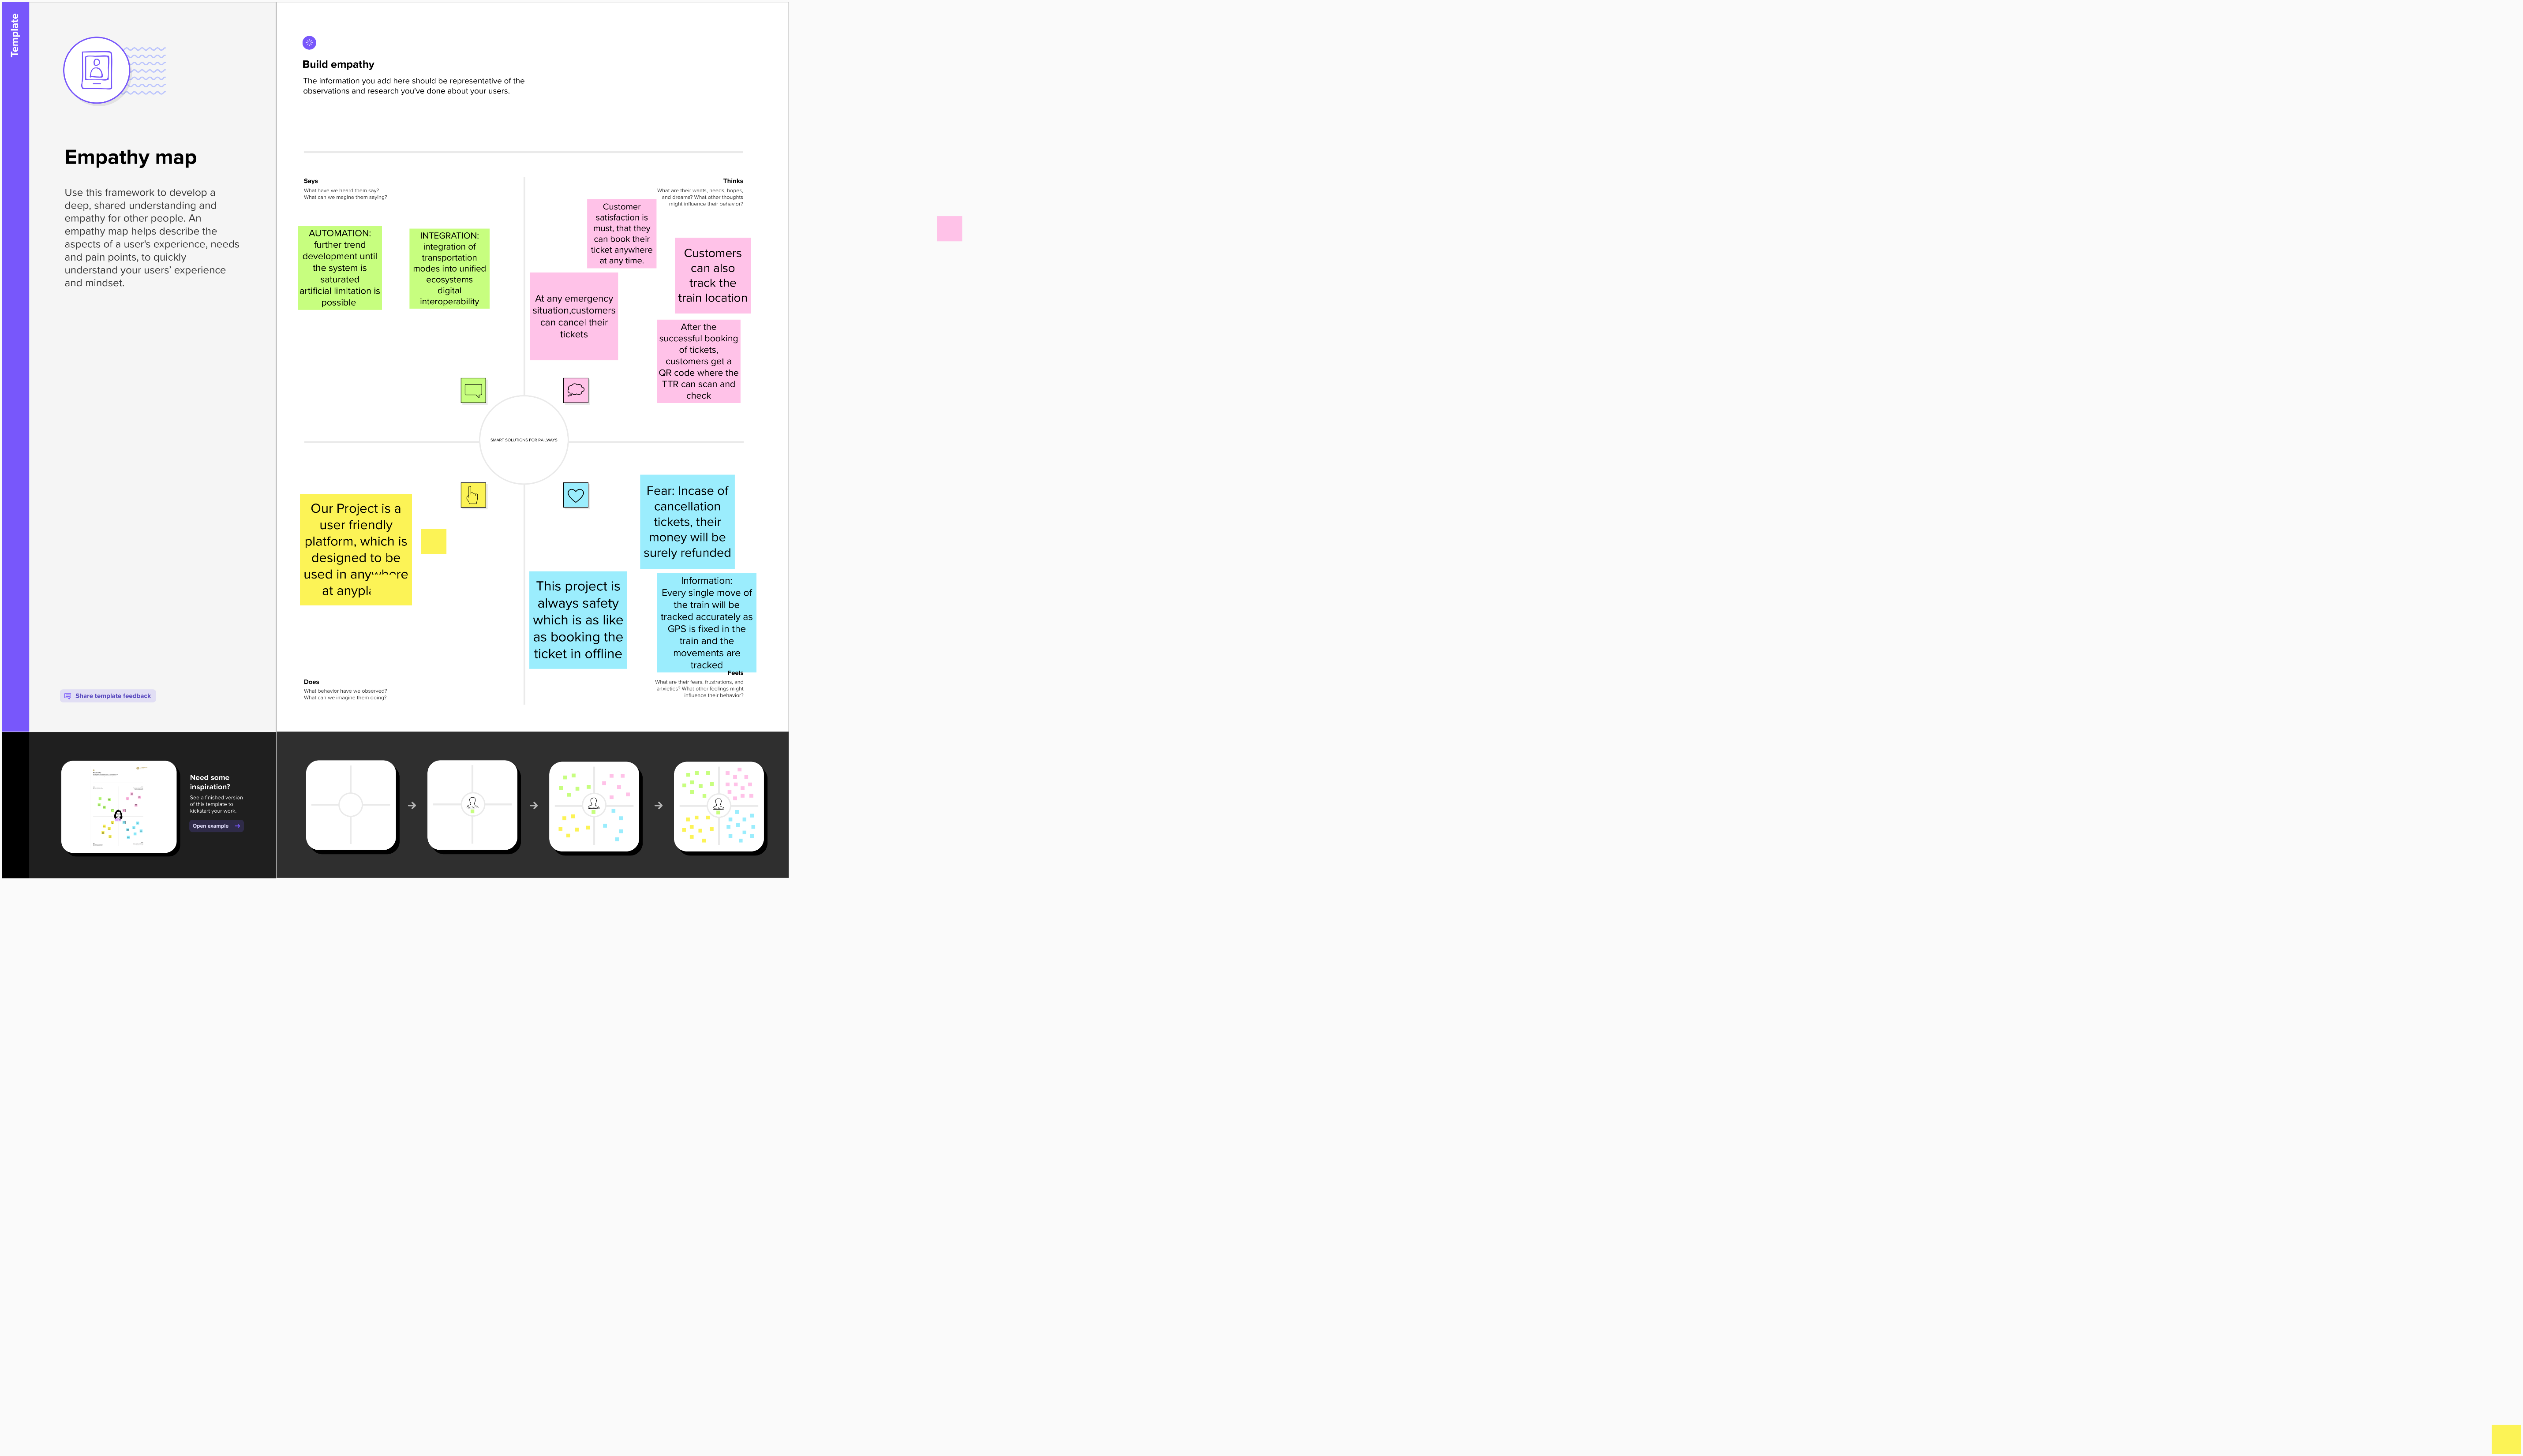 Template
Empathy map
Use this framework to develop a
deep, shared understanding and
empathy for other people. An
empathy map helps describe the
aspects of a user's experience, needs
and pain points, to quickly
understand your users' experience
and mindset.
Share template feedback
Build empathy
The information you add here should be representative of the
observations and research you've done about your users.
Says
What have we heard them say?
What can we magine them saying?
AUTOMATION:
further trend
development until
the system is
saturated
artificial limitation is
possible
INTEGRATION:
integration of
transportation
modes into unified
ecosystems
digital
interoperability
Thinks
What are their wants, needs, hopes,
and dreams? What other thoughts
might influence their behavior?
Customer
satisfaction is
must, that they
can book their
ticket anywhere
at any time.
Customers
can also
track the
train location
At any emergency
situation,customers
can cancel their
tickets
After the
successful booking
of tickets,
customers get a
QR code where the
TTR can scan and
check
SMART SOLUTIONS FOR RAILWAYS
Our Project is a
user friendly
platform, which is
designed to be
used in anywhere
at
Does
What behavior have we observed?
What can we imagine them doing?
Fear: Incase of
cancellation
tickets, their
money will be
surely refunded
This project is
always safety
which is as like
as booking the
ticket in offline
Information:
Every single move of
the train will be
tracked accurately as
GPS is fixed in the
train and the
movements are
tracked
Feels
What are their fears, frustrations, and
anxieties? What other feelings might
influence their behavior?
Need some
inspiration?
See a finished version
of this template to
kickstart your work.
Open example